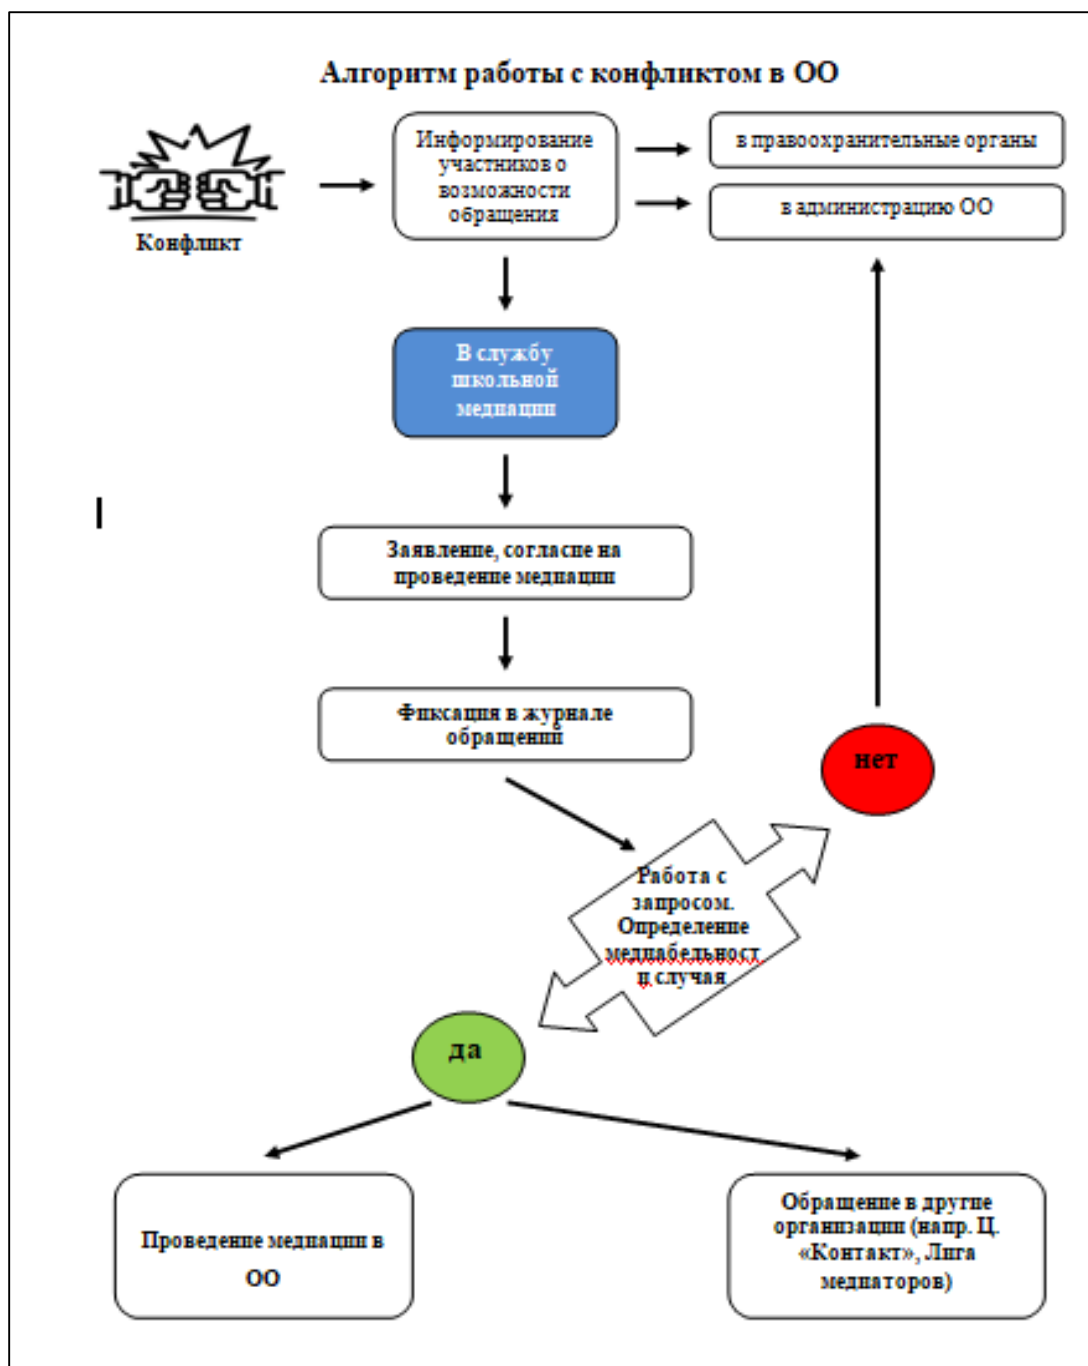 Алгоритм работы с конфликтом в ОО
Конфликт
Информирование
участников о
возможности
обращения
в правоохранительные органы
в администрацию ОО
В службу
школьной
медиации
Заявление, согласие на
проведение медиации
Фиксация в журнале
обращений
нет
Работа с
запросом.
Определение
медиабельност
и случая
да
Проведение медиации в
ОО
Обращение в другие
организации (напр. Ц.
«Контакт», Лига
медиаторов)